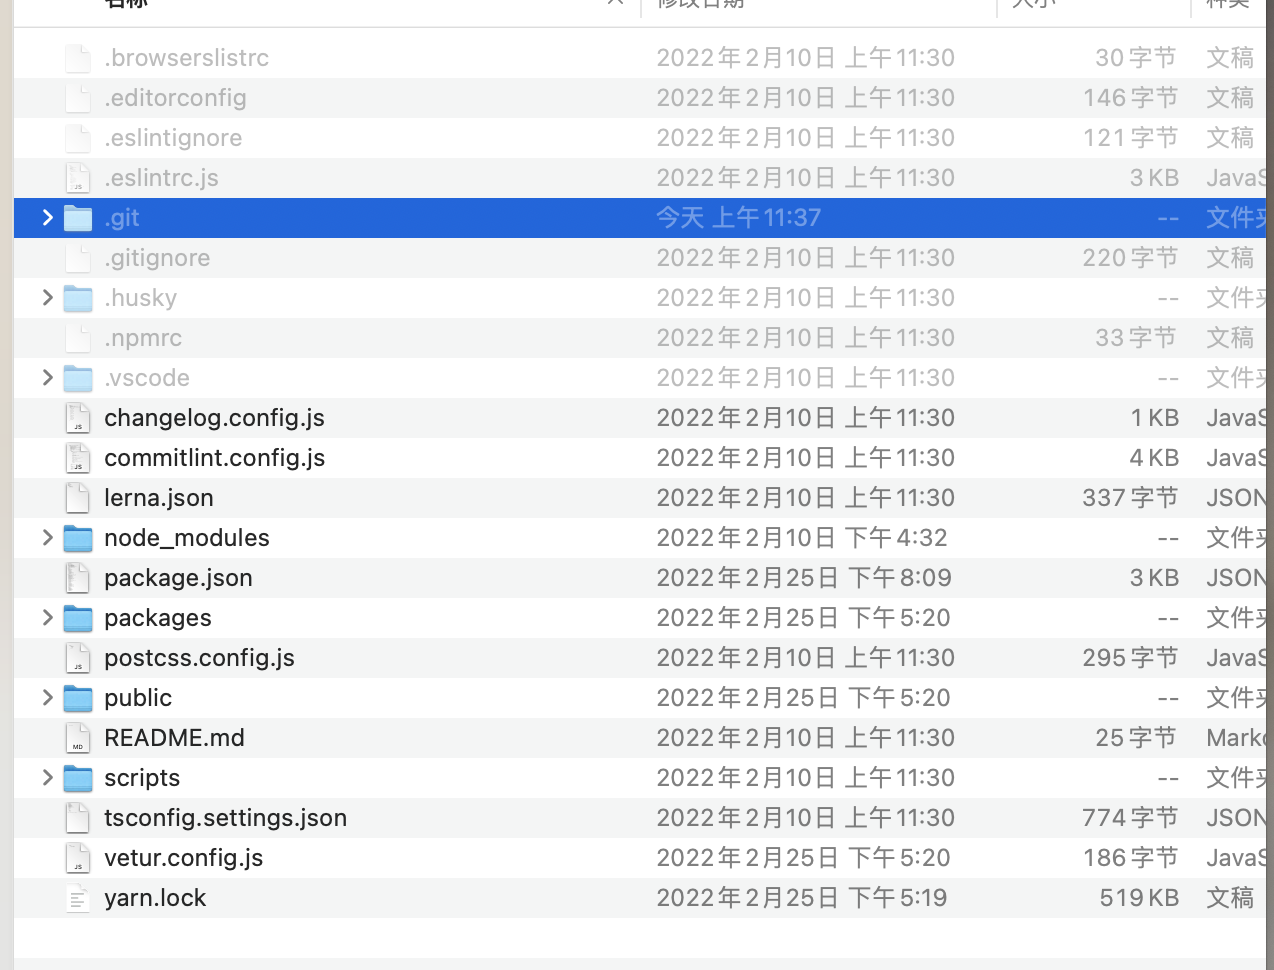 名称 修改日期 大小 种类
.browserslistrc 2022年2月10日 上午11:30 30字节 文稿
.editorconfig 2022年2月10日 上午11:30 146字节 文稿
.eslintignore 2022年2月10日 上午11:30 121字节 文稿
.eslintrc.js 2022年2月10日 上午11:30 3 KB JavaS
.git 今天 上午11:37 -- 文件夹
.gitignore 2022年2月10日 上午11:30 220字节 文稿
.husky 2022年2月10日 上午11:30 -- 文件夹
.npmrc 2022年2月10日 上午11:30 33字节 文稿
.vscode 2022年2月10日 上午11:30 -- 文件夹
changelog.config.js 2022年2月10日 上午11:30 1 KB JavaS
commitlint.config.js 2022年2月10日 上午11:30 4 KB JavaS
lerna.json 2022年2月10日 上午11:30 337字节 JSON
node_modules 2022年2月10日 下午4:32 -- 文件夹
package.json 2022年2月25日 下午8:09 3 KB JSON
packages 2022年2月25日 下午5:20 -- 文件夹
postcss.config.js 2022年2月10日 上午11:30 295字节 JavaS
public 2022年2月25日 下午5:20 -- 文件夹
README.md 2022年2月10日 上午11:30 25字节 Marko
scripts 2022年2月10日 上午11:30 -- 文件夹
tsconfig.settings.json 2022年2月10日 上午11:30 774字节 JSON
vetur.config.js 2022年2月25日 下午5:20 186字节 JavaS
yarn.lock 2022年2月25日 下午5:19 519 KB 文稿